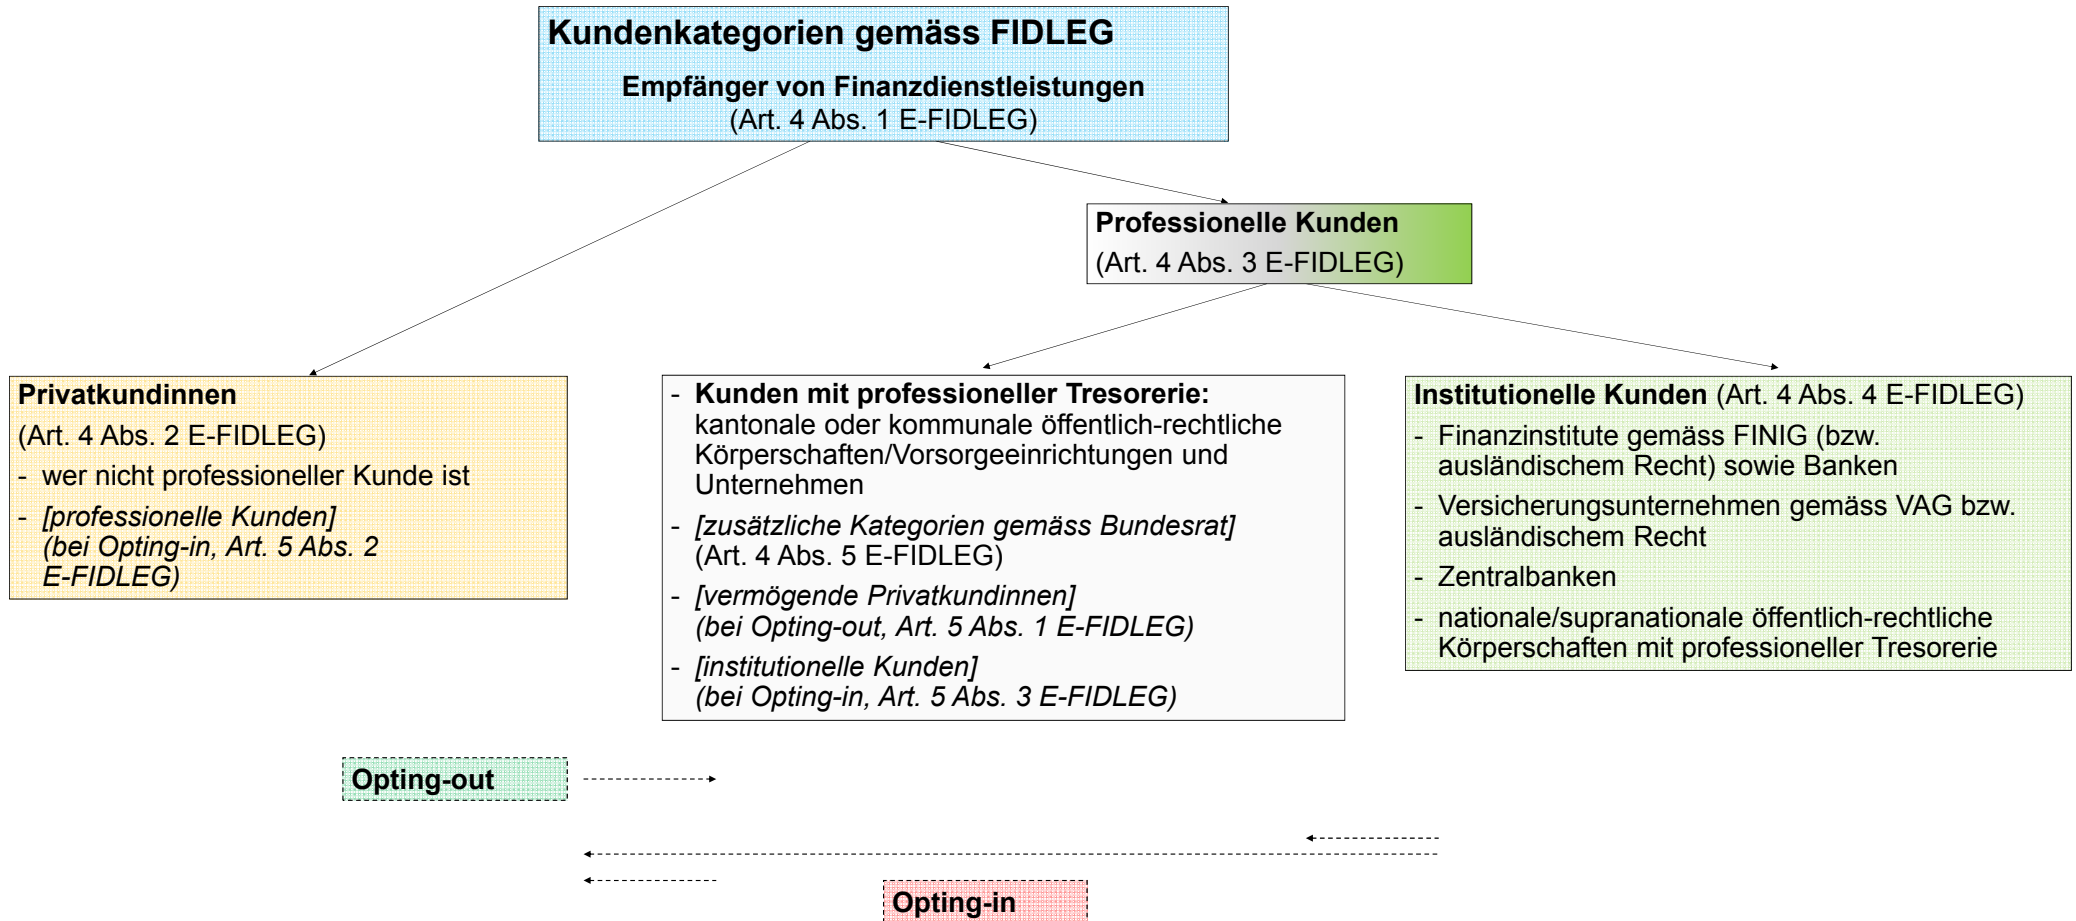 Kundenkategorien gemäss FIDLEG
Empfänger von Finanzdienstleistungen
(Art. 4 Abs. 1 E-FIDLEG)
Professionelle Kunden
(Art. 4 Abs. 3 E-FIDLEG)
Privatkundinnen
(Art. 4 Abs. 2 E-FIDLEG)
- wer nicht professioneller Kunde ist
- [professionelle Kunden]
(bei Opting-in, Art. 5 Abs. 2
E-FIDLEG)
- Kunden mit professioneller Tresorerie:
kantonale oder kommunale öffentlich-rechtliche
Körperschaften/Vorsorgeeinrichtungen und
Unternehmen
- [zusätzliche Kategorien gemäss Bundesrat]
(Art. 4 Abs. 5 E-FIDLEG)
- [vermögende Privatkundinnen]
(bei Opting-out, Art. 5 Abs. 1 E-FIDLEG)
- [institutionelle Kunden]
(bei Opting-in, Art. 5 Abs. 3 E-FIDLEG)
Institutionelle Kunden (Art. 4 Abs. 4 E-FIDLEG)
- Finanzinstitute gemäss FINIG (bzw.
ausländischem Recht) sowie Banken
- Versicherungsunternehmen gemäss VAG bzw.
ausländischem Recht
- Zentralbanken
- nationale/supranationale öffentlich-rechtliche
Körperschaften mit professioneller Tresorerie
Opting-out
Opting-in